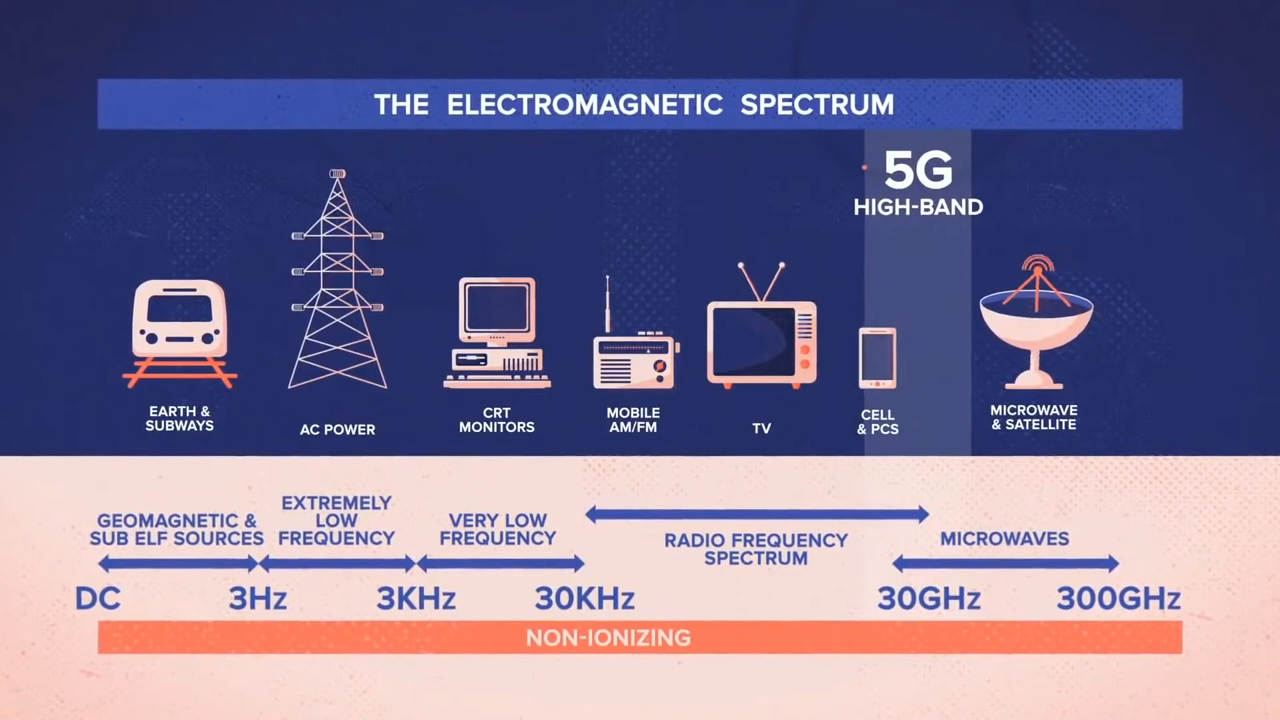 THE ELECTROMAGNETIC SPECTRUM
5G
HIGH-BAND
EARTH &
SUBWAYS
AC POWER
CRT
MONITORS
MOBILE
AM/FM
TV
CELL
& PCS
MICROWAVE
& SATELLITE
GEOMAGNETIC &
SUB ELF SOURCES
EXTREMELY
LOW
FREQUENCY
VERY LOW
FREQUENCY
RADIO FREQUENCY
SPECTRUM
MICROWAVES
DC
3Hz
3KHz
30KHz
30GHz
300GHz
NON-IONIZING